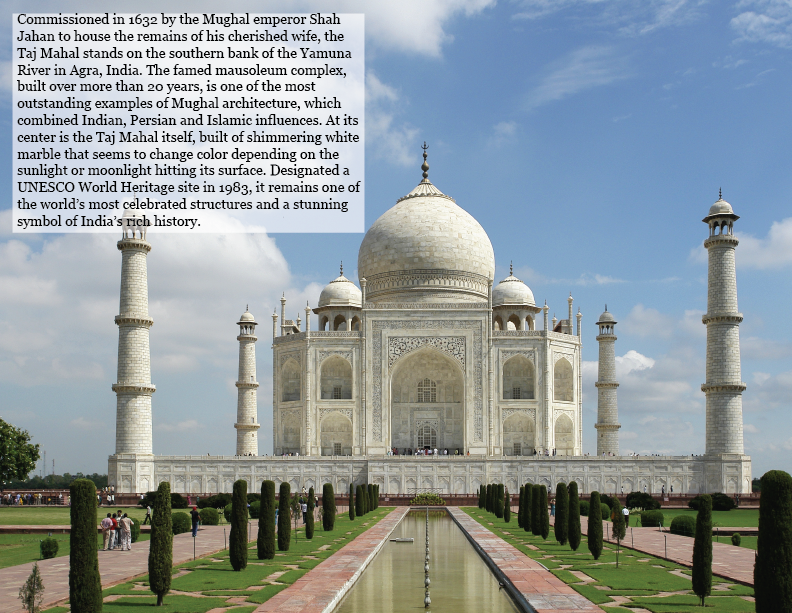 Commissioned in 1632 by the Mughal emperor Shah
Jahan to house the remains of his cherished wife, the
Taj Mahal stands on the southern bank of the Yamuna
River in Agra, India. The famed mausoleum complex,
built over more than 20 years, is one of the most
outstanding examples of Mughal architecture, which
combined Indian, Persian and Islamic influences. At its
center is the Taj Mahal itself, built of shimmering white
marble that seems to change color depending on the
sunlight or moonlight hitting its surface. Designated a
UNESCO World Heritage site in 1983, it remains one of
the world’s most celebrated structures and a stunning
symbol of India’s rich history.